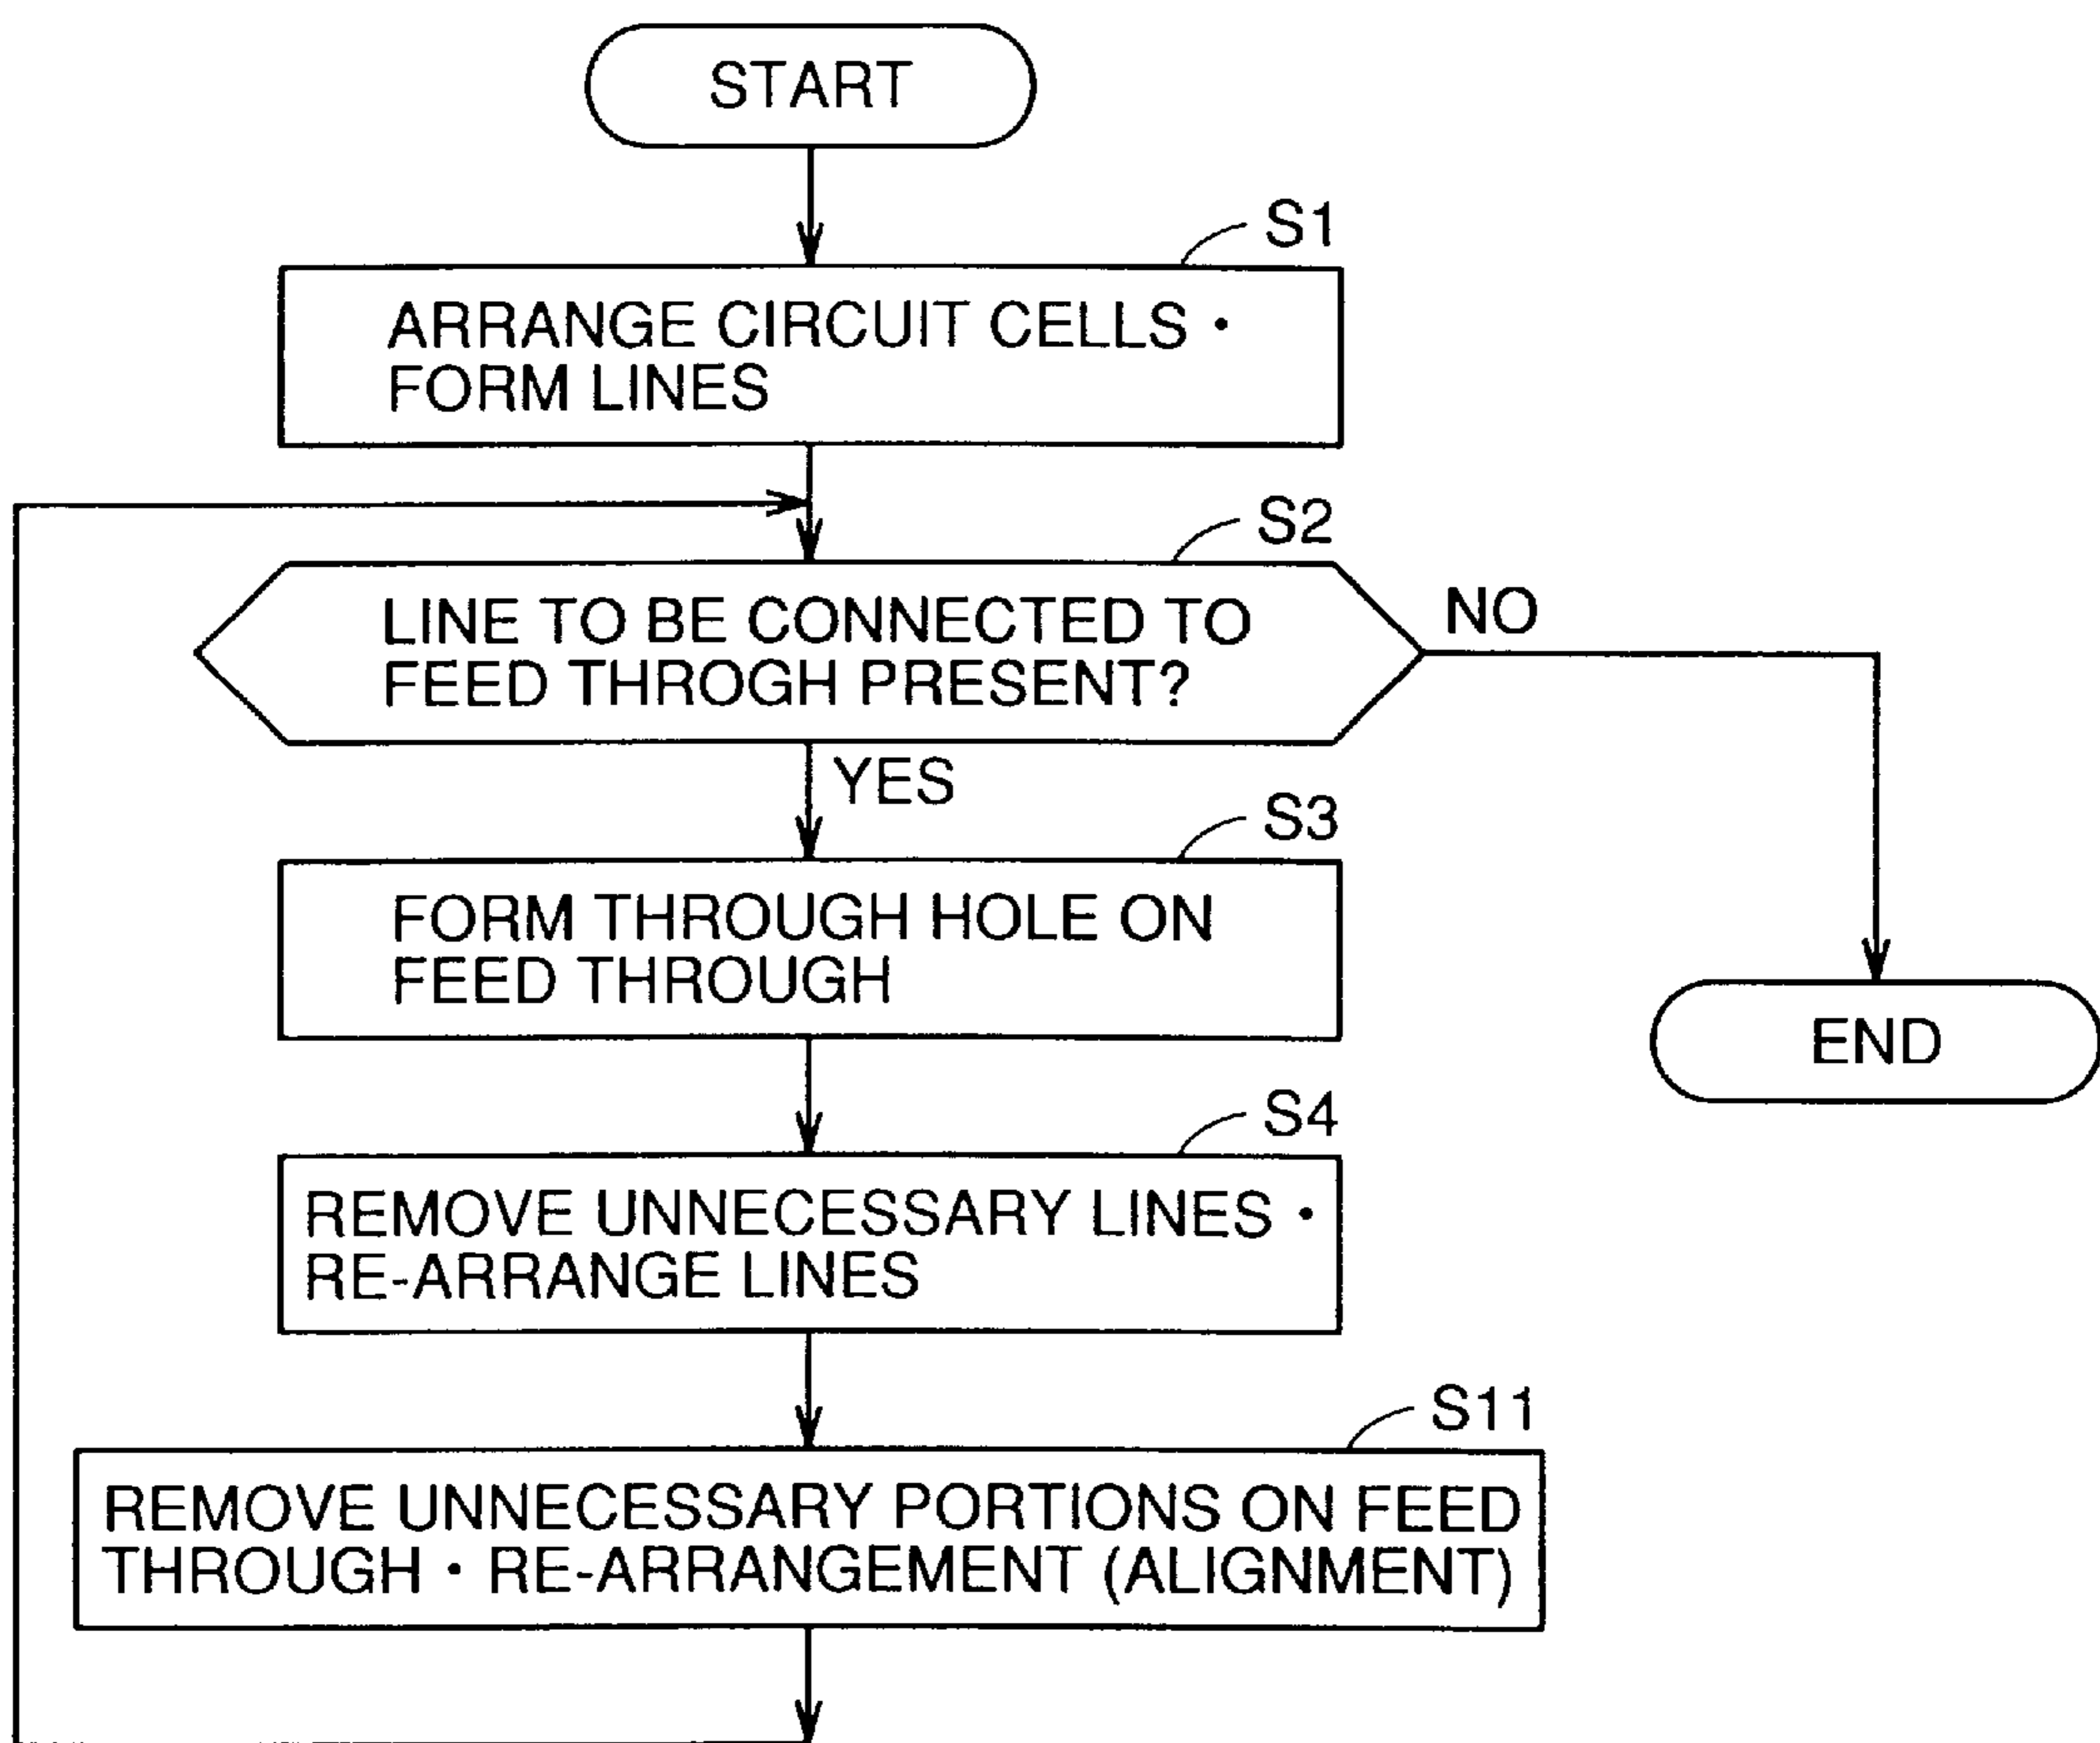 START
S1
ARRANGE CIRCUIT CELLS •
FORM LINES
S2
LINE TO BE CONNECTED TO
FEED THROGH PRESENT?
NO
YES
S3
FORM THROUGH HOLE ON
FEED THROUGH
END
S4
REMOVE UNNECESSARY LINES •
RE-ARRANGE LINES
S11
REMOVE UNNECESSARY PORTIONS ON FEED
THROUGH • RE-ARRANGEMENT (ALIGNMENT)